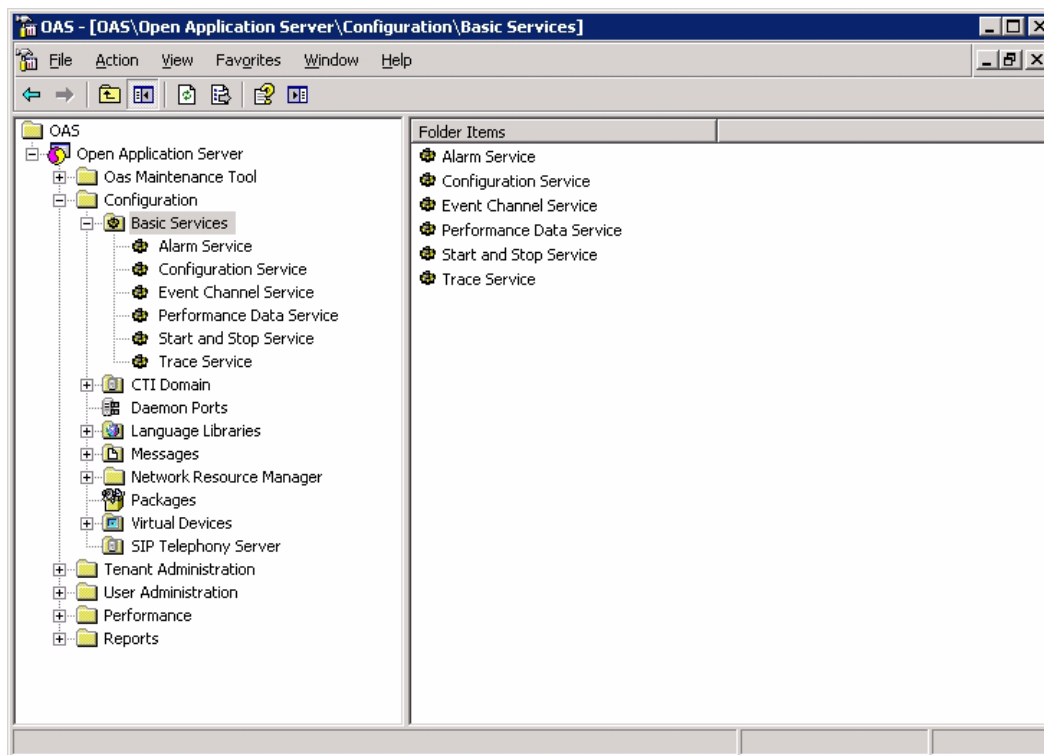 OAS - [OAS\Open Application Server\Configuration\Basic Services]
File Action View Favorites Window Help
OAS
Open Application Server
Oas Maintenance Tool
Configuration
Basic Services
Alarm Service
Configuration Service
Event Channel Service
Performance Data Service
Start and Stop Service
Trace Service
CTI Domain
Daemon Ports
Language Libraries
Messages
Network Resource Manager
Packages
Virtual Devices
SIP Telephony Server
Tenant Administration
User Administration
Performance
Reports
Folder Items
Alarm Service
Configuration Service
Event Channel Service
Performance Data Service
Start and Stop Service
Trace Service